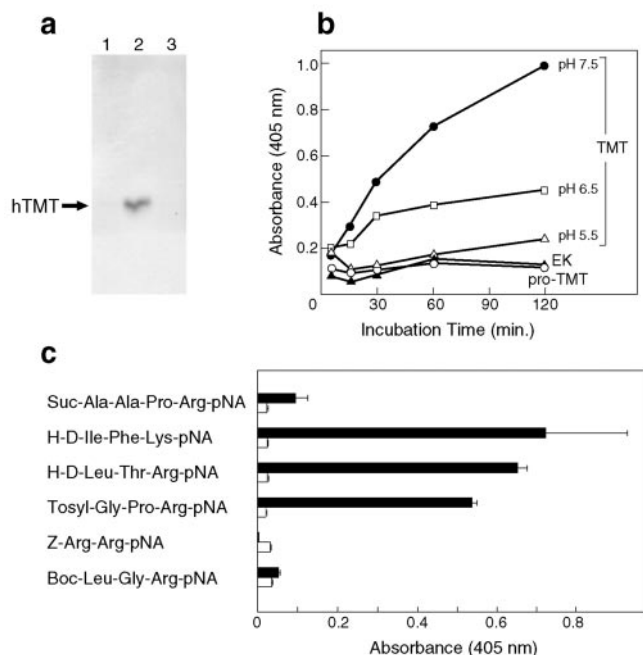 a
1 2 3
hTMT
b
Absorbance (405 nm)
1.0
0.8
0.6
0.4
0.2
0 30 60 90 120
Incubation Time (min.)
pH 7.5
TMT
pH 6.5
pH 5.5
EK
pro-TMT
c
Suc-Ala-Ala-Pro-Arg-pNA
H-D-Ile-Phe-Lys-pNA
H-D-Leu-Thr-Arg-pNA
Tosyl-Gly-Pro-Arg-pNA
Z-Arg-Arg-pNA
Boc-Leu-Gly-Arg-pNA
0 0.2 0.4 0.6 0.8
Absorbance (405 nm)